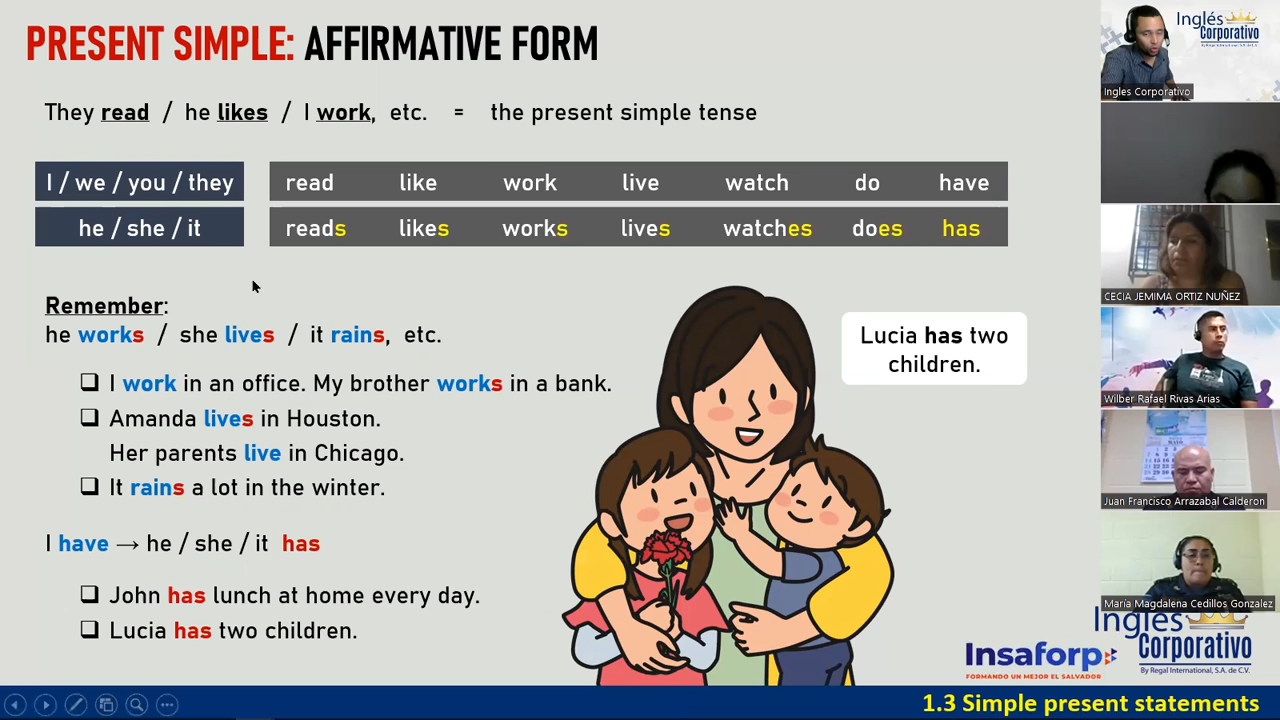 PRESENT SIMPLE: AFFIRMATIVE FORM
They read / he likes / I work, etc. = the present simple tense
I / we / you / they read like work live watch do have
he / she / it reads likes works lives watches does has
Remember:
he works / she lives / it rains, etc.
❑ I work in an office. My brother works in a bank.
❑ Amanda lives in Houston.
Her parents live in Chicago.
❑ It rains a lot in the winter.
I have → he / she / it has
❑ John has lunch at home every day.
❑ Lucia has two children.
Lucia has two
children.
Insaforp
FORMANDO UN MEJOR EL SALVADOR
Inglés
Corporativo
By Regal International, S.A. de C.V.
1.3 Simple present statements
Inglés
Corporativo
By Regal International, S.A. de C.V.
Ingles Corporativo
CECIA JEMIMA ORTIZ NUÑEZ
Wilber Rafael Rivas Arias
Juan Francisco Arrazabal Calderon
María Magdalena Cedillos Gonzalez